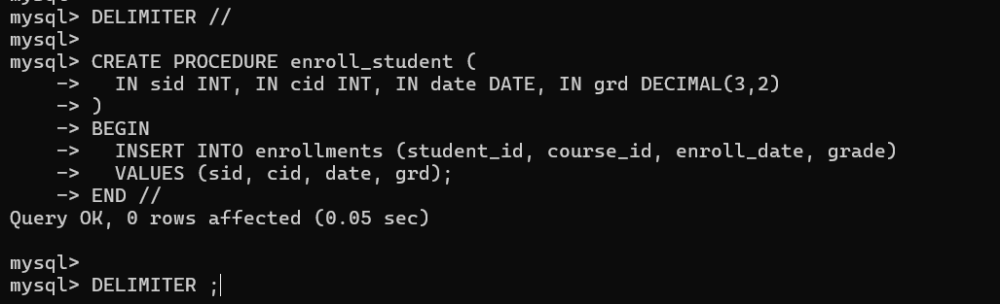 mysql> DELIMITER //
mysql>
mysql> CREATE PROCEDURE enroll_student (
    ->   IN sid INT, IN cid INT, IN date DATE, IN grd DECIMAL(3,2)
    -> )
    -> BEGIN
    ->   INSERT INTO enrollments (student_id, course_id, enroll_date, grade)
    ->   VALUES (sid, cid, date, grd);
    -> END //
Query OK, 0 rows affected (0.05 sec)

mysql>
mysql> DELIMITER ;